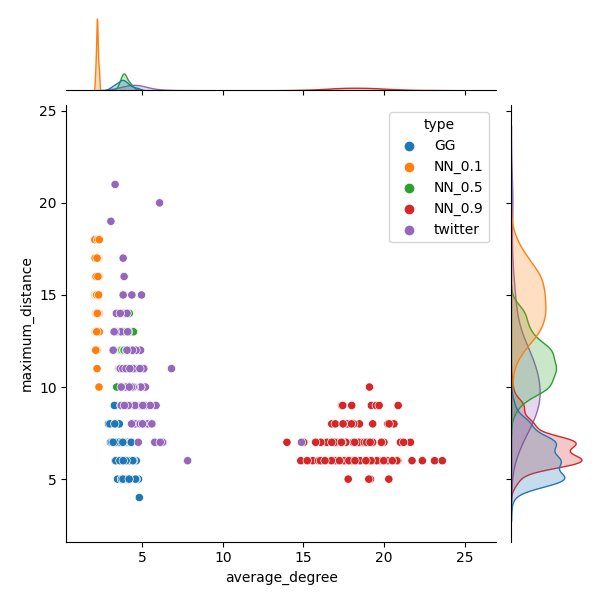 25
20
15
10
5
maximum_distance
type
GG
NN_0.1
NN_0.5
NN_0.9
twitter
5
10
15
20
25
average_degree